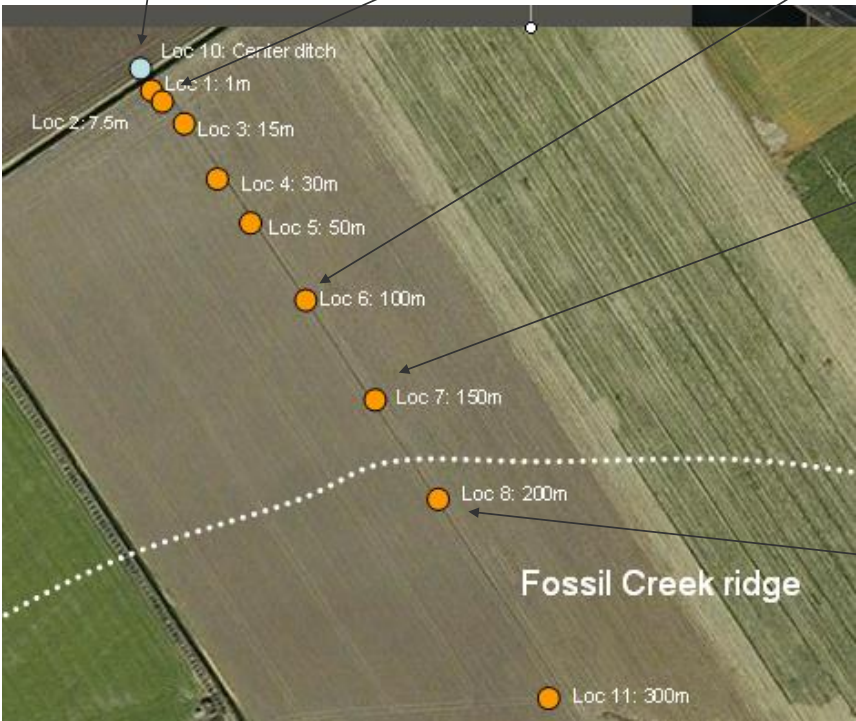 Loc 10: Center ditch
Loc 1: 1m
Loc 2: 7.5m
Loc 3: 15m
Loc 4: 30m
Loc 5: 50m
Loc 6: 100m
Loc 7: 150m
Loc 8: 200m
Fossil Creek ridge
Loc 11: 300m